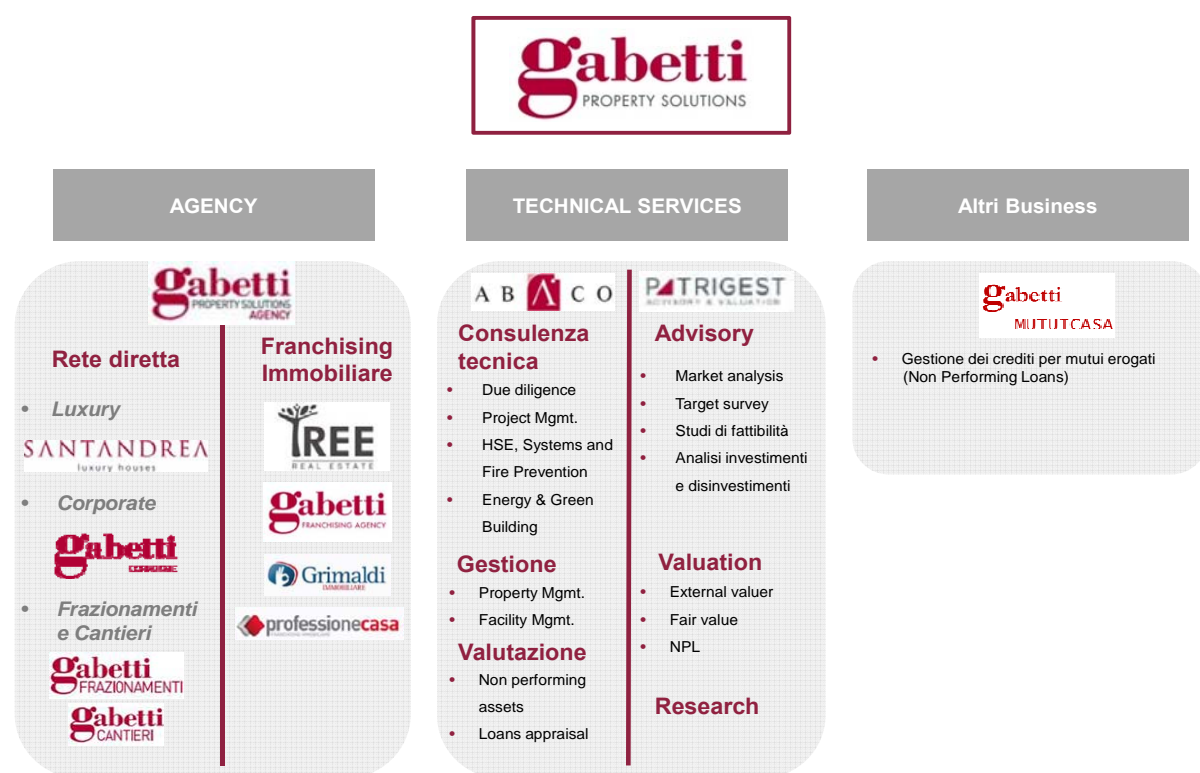 gabetti
PROPERTY SOLUTIONS
AGENCY
gabetti
PROPERTY SOLUTIONS
AGENCY
Rete diretta
• Luxury
SANTANDREA
luxury houses
• Corporate
gabetti
• Frazionamenti
e Cantieri
gabetti
FRAZIONAMENTI
gabetti
CANTIERI
Franchising
Immobiliare
TREE
REAL ESTATE
gabetti
FRANCHISING AGENCY
Grimaldi
IMMOBILIARE
professionecasa
TECHNICAL SERVICES
ABACO
Consulenza
tecnica
• Due diligence
• Project Mgmt.
• HSE, Systems and
Fire Prevention
• Energy & Green
Building
Gestione
• Property Mgmt.
• Facility Mgmt.
Valutazione
• Non performing
assets
• Loans appraisal
PATRIGEST
ADVISORY & VALUATION
Advisory
• Market analysis
• Target survey
• Studi di fattibilità
• Analisi investimenti
e disinvestimenti
Valuation
• External valuer
• Fair value
• NPL
Research
Altri Business
gabetti
MUTUTCASA
• Gestione dei crediti per mutui erogati
(Non Performing Loans)